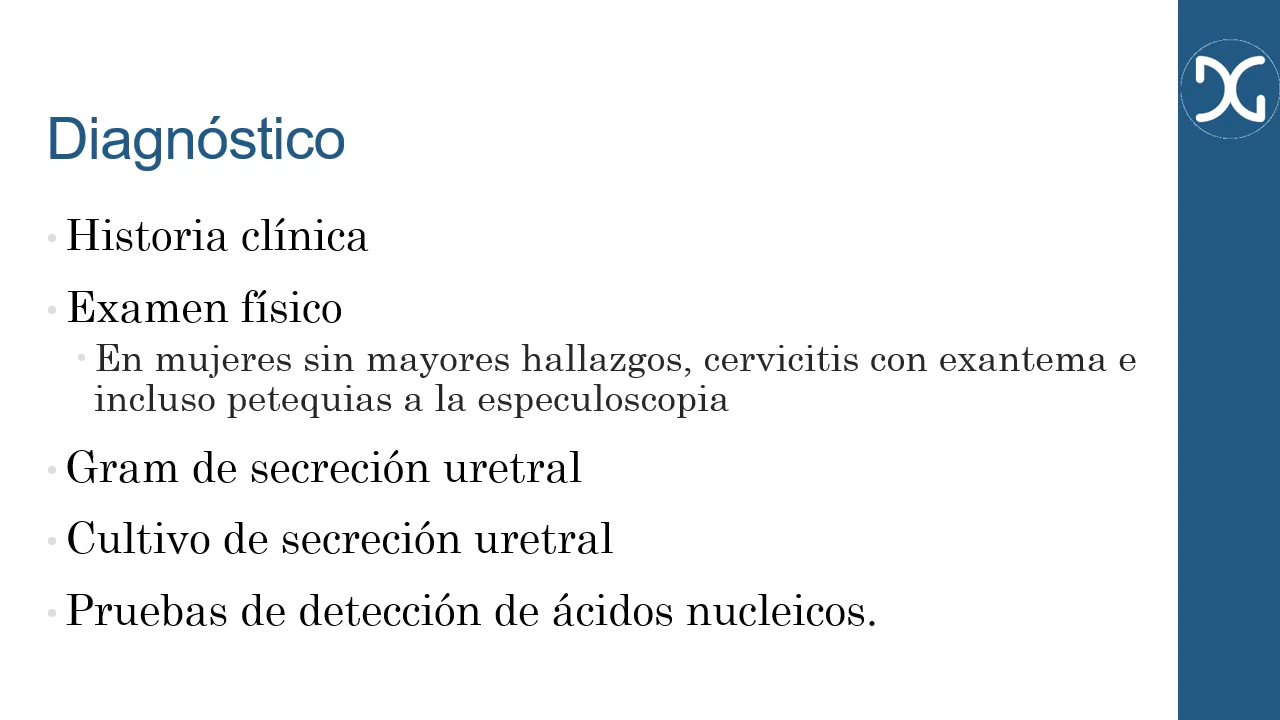 Diagnóstico
Historia clínica
Examen físico
En mujeres sin mayores hallazgos, cervicitis con exantema e
incluso petequias a la especuloscopia
Gram de secreción uretral
Cultivo de secreción uretral
Pruebas de detección de ácidos nucleicos.